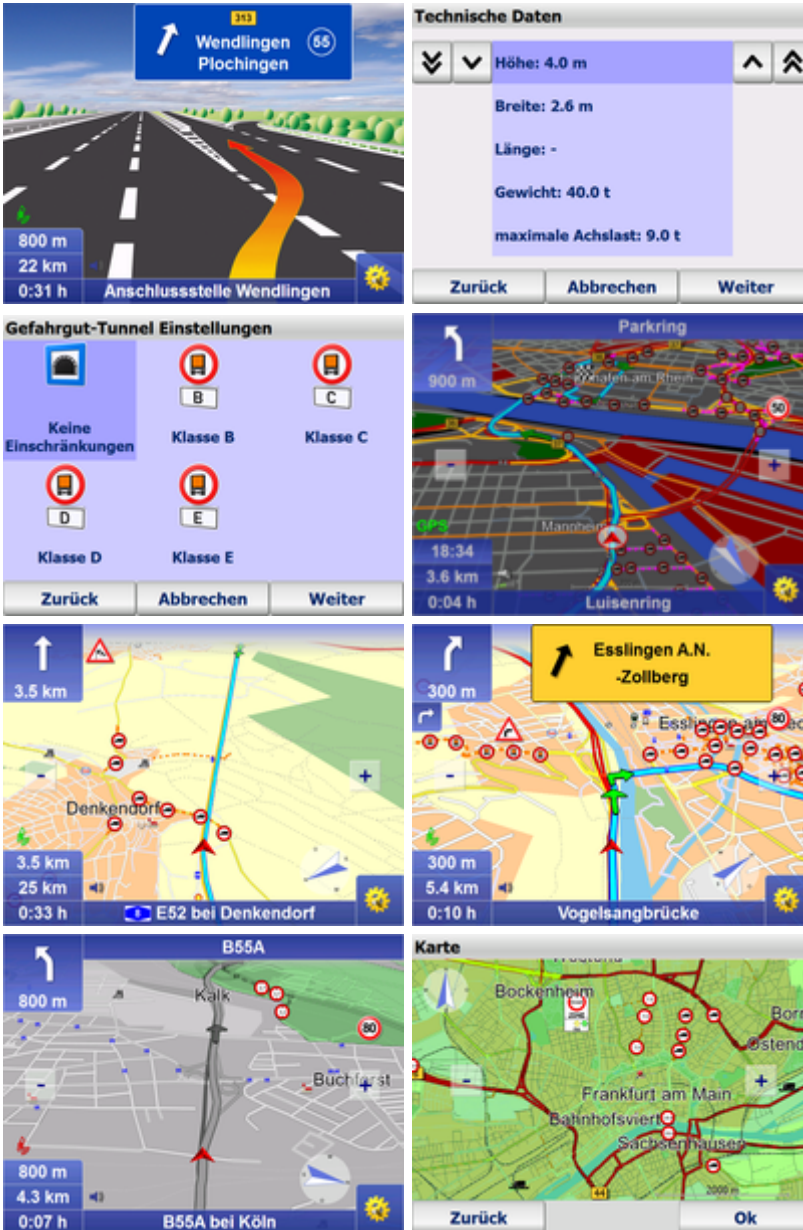 313
Wendlingen
55
Plochingen
800 m
22 km
0:31 h
Anschlussstelle Wendlingen
Technische Daten
Höhe: 4.0 m
Breite: 2.6 m
Länge: -
Gewicht: 40.0 t
maximale Achslast: 9.0 t
Zurück
Abbrechen
Weiter
Gefahrgut-Tunnel Einstellungen
Keine
Einschränkungen
B
Klasse B
C
Klasse C
D
Klasse D
E
Klasse E
Zurück
Abbrechen
Weiter
Parkring
900 m
50
-
+
GPS
Mannheim
18:34
3.6 km
0:04 h
Luisenring
3.5 km
-
+
Denkendorf
3.5 km
25 km
0:33 h
8 E52 bei Denkendorf
Esslingen A.N.
-Zollberg
300 m
80
-
+
300 m
5.4 km
0:10 h
Vogelsangbrücke
B55A
800 m
Kalk
80
Buchforst
-
+
800 m
4.3 km
0:07 h
B55A bei Köln
Karte
Bockenheim
ZONE
-
+
Frankfurt am Main
Bahnhofsviert
Sachsenhausen
44
2000 m
Zurück
Ok